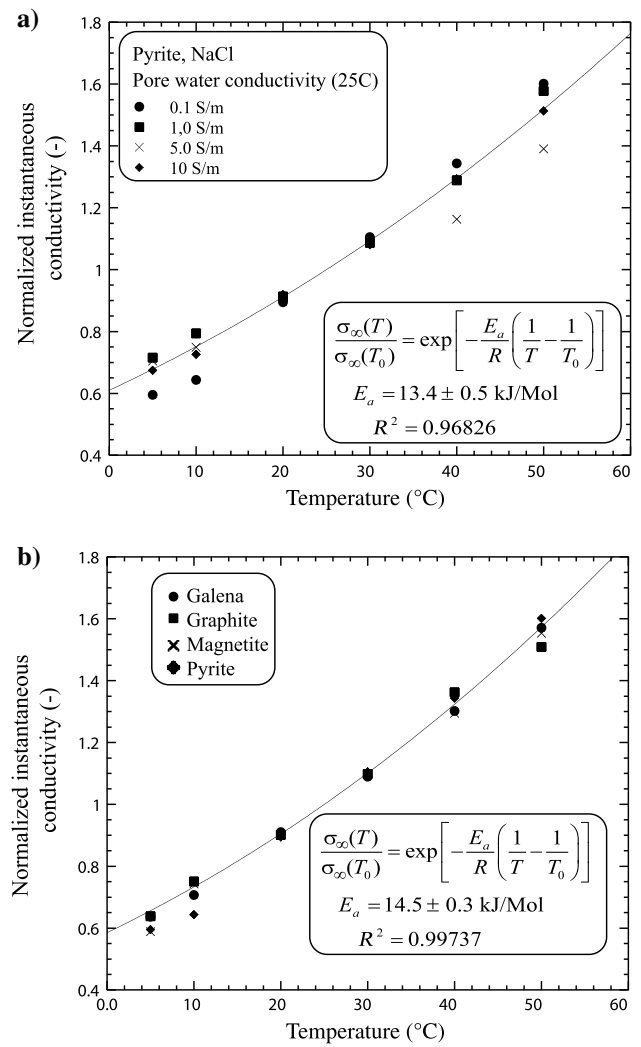 a)
Normalized instantaneous
conductivity (-)
1.8
1.6
1.4
1.2
1.0
0.8
0.6
0.4
Pyrite, NaCl
Pore water conductivity (25C)
0.1 S/m
1,0 S/m
5.0 S/m
10 S/m
σ∞(T)/σ∞(T₀) = exp[−Eₐ/R (1/T − 1/T₀)]
Eₐ = 13.4 ± 0.5 kJ/Mol
R² = 0.96826
0 10 20 30 40 50 60
Temperature (°C)
b)
Normalized instantaneous
conductivity (-)
1.8
1.6
1.4
1.2
1.0
0.8
0.6
0.4
Galena
Graphite
Magnetite
Pyrite
σ∞(T)/σ∞(T₀) = exp[−Eₐ/R (1/T − 1/T₀)]
Eₐ = 14.5 ± 0.3 kJ/Mol
R² = 0.99737
0.0 10 20 30 40 50 60
Temperature (°C)